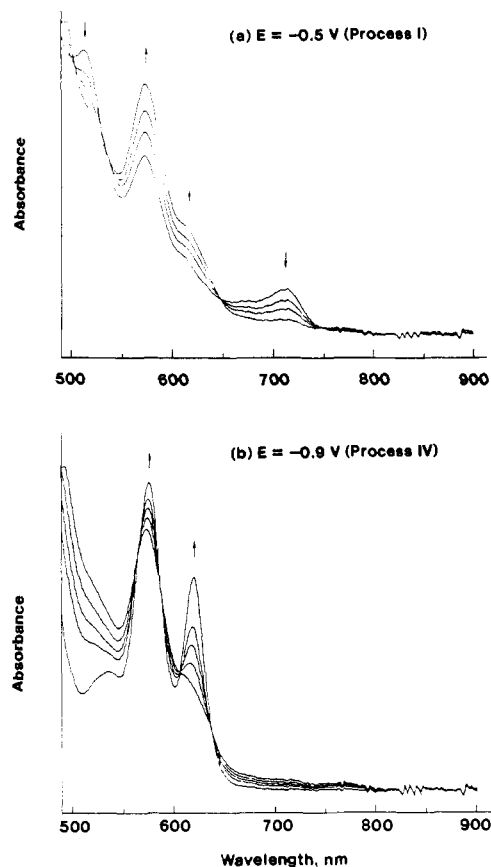 (a) E = -0.5 V (Process I)
Absorbance
500 600 700 800 900
(b) E = -0.9 V (Process IV)
Absorbance
500 600 700 800 900
Wavelength, nm